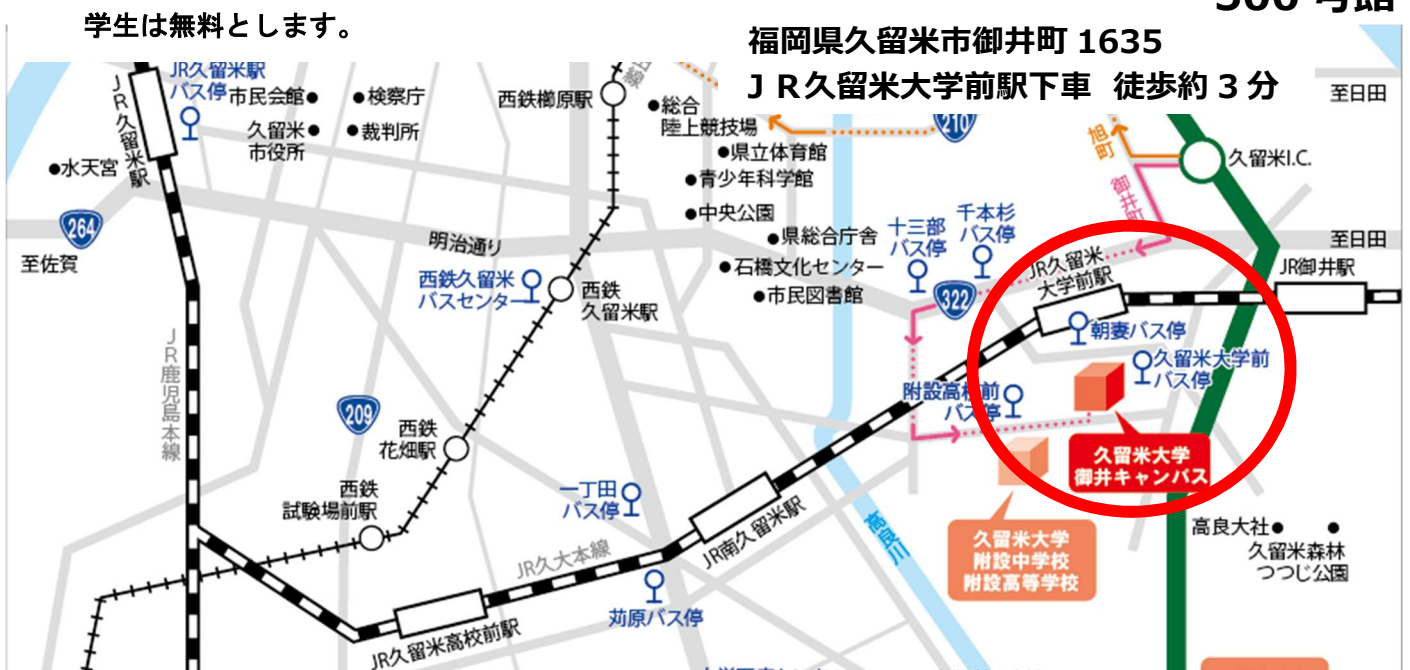 500 号館
学生は無料とします。
福岡県久留米市御井町 1635
ＪＲ久留米大学前駅下車 徒歩約 3 分
JR久留米駅
バス停
JR久留米駅
市民会館
検察庁
久留米
市役所
裁判所
水天宮
264
至佐賀
西鉄櫛原駅
線
総合
陸上競技場
県立体育館
青少年科学館
中央公園
県総合庁舎
石橋文化センター
市民図書館
210
旭町
御井町
久留米I.C.
至日田
至日田
明治通り
西鉄久留米
バスセンター
西鉄
久留米駅
十三部
バス停
千本杉
バス停
322
JR久留米
大学前駅
JR御井駅
朝妻バス停
久留米大学前
バス停
附設高校前
バス停
久留米大学
御井キャンパス
JR鹿児島本線
209
西鉄
花畑駅
西鉄
試験場前駅
一丁田
バス停
JR南久留米駅
高良川
久留米大学
附設中学校
附設高等学校
高良大社
久留米森林
つつじ公園
JR久大本線
苅原バス停
JR久留米高校前駅